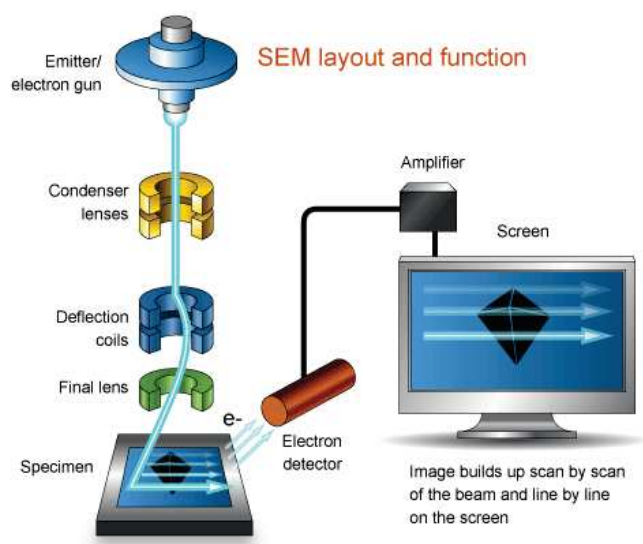 SEM layout and function
Emitter/
electron gun
Condenser
lenses
Amplifier
Screen
Deflection
coils
Final lens
e-
Electron
detector
Specimen
Image builds up scan by scan
of the beam and line by line
on the screen